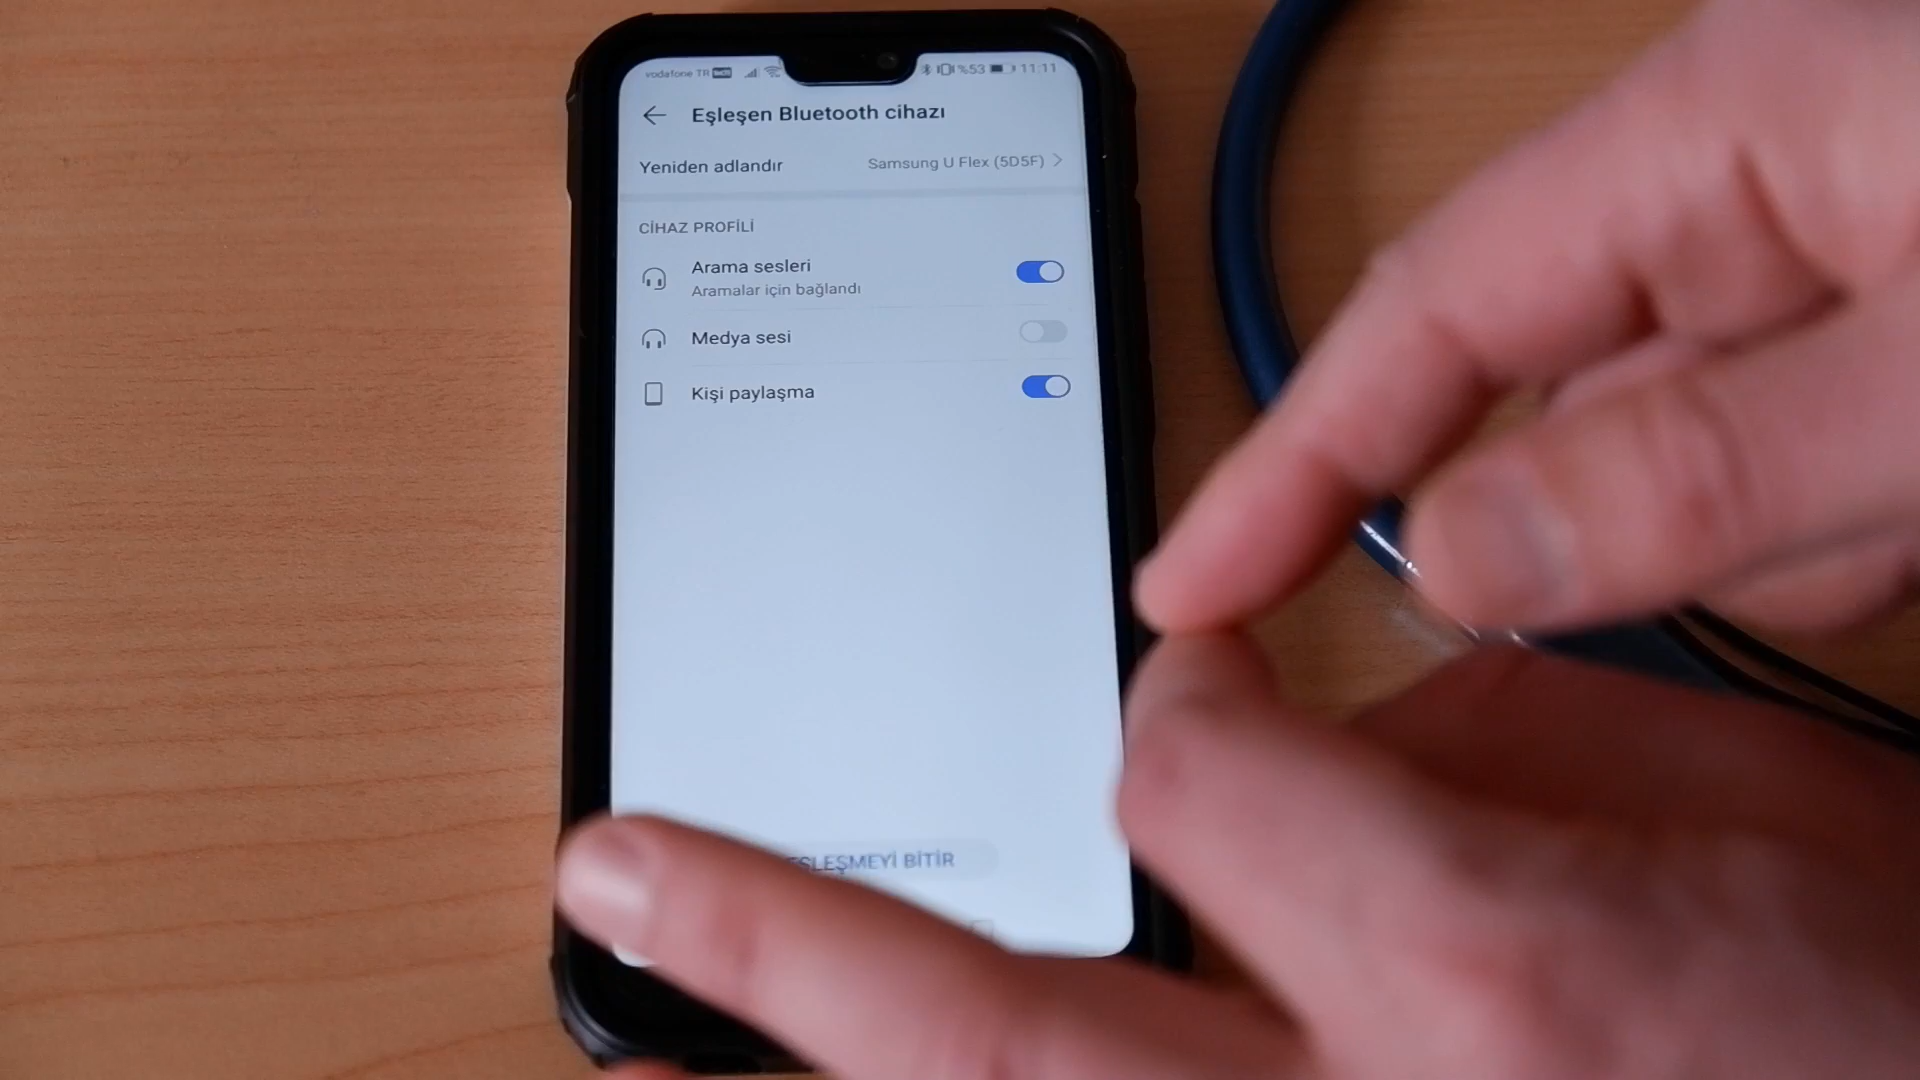 vodafone TR
%53 11:11
Eşleşen Bluetooth cihazı
Yeniden adlandır Samsung U Flex (5D5F)
CİHAZ PROFİLİ
Arama sesleri
Aramalar için bağlandı
Medya sesi
Kişi paylaşma
EŞLEŞMEYİ BİTİR